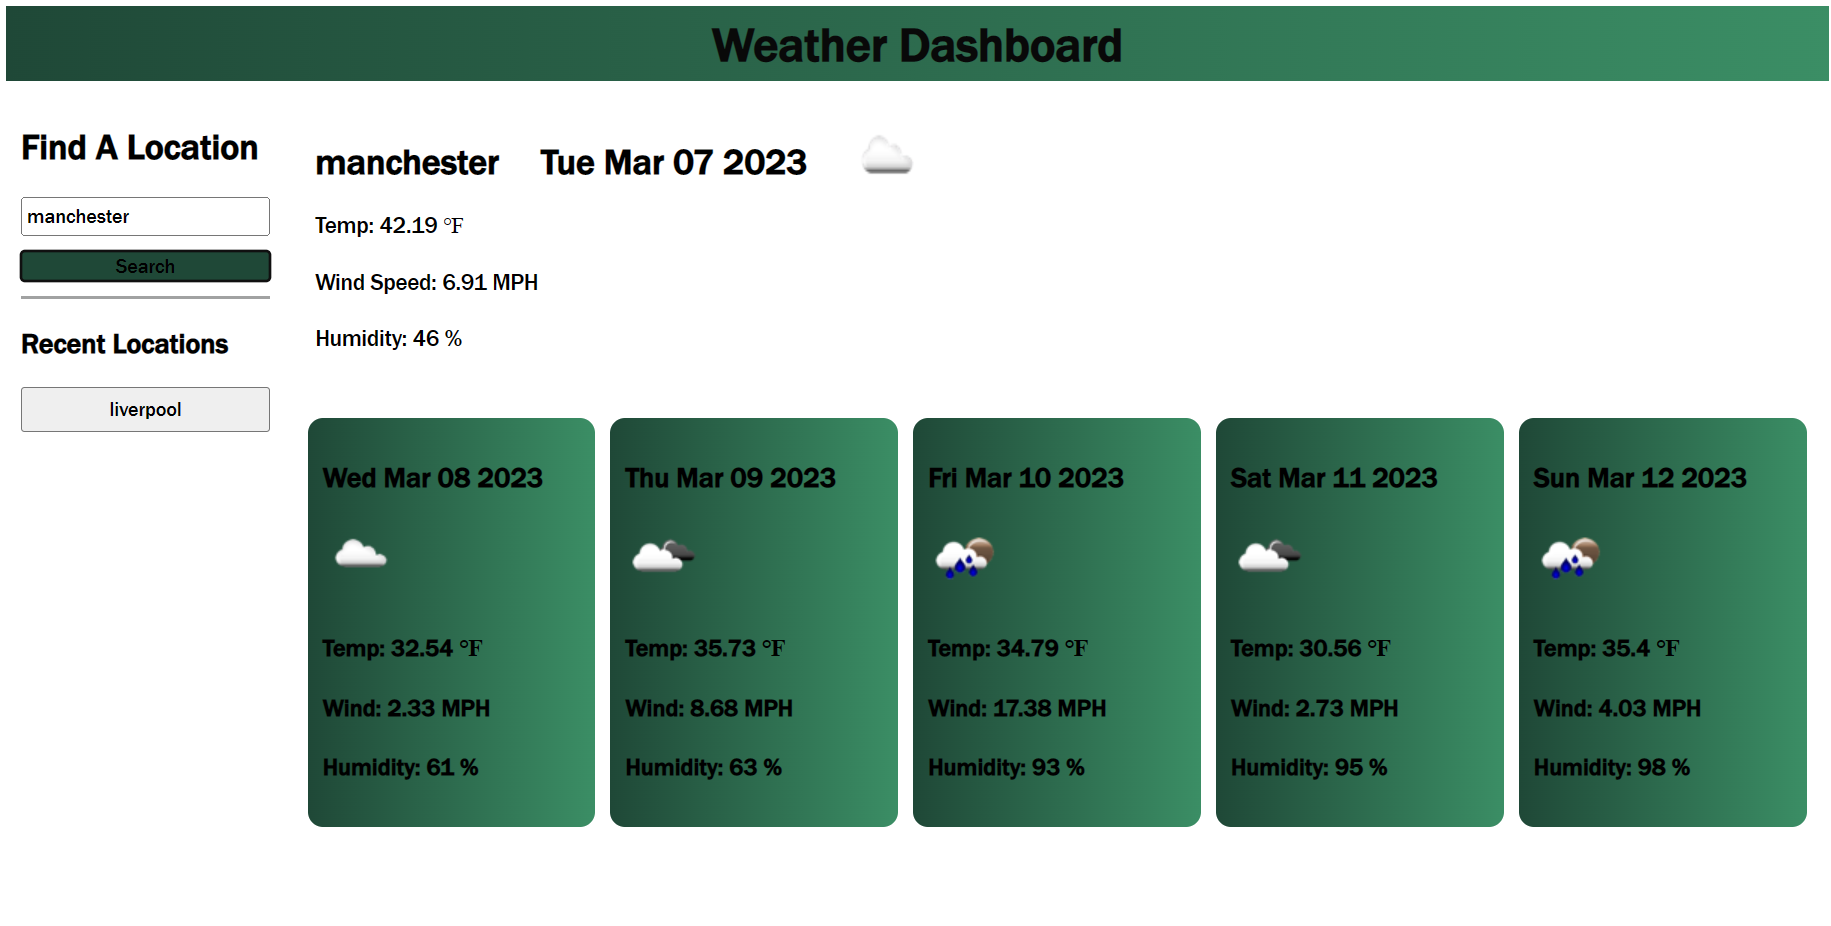 Weather Dashboard
Find A Location
manchester
Search
Recent Locations
liverpool
manchester Tue Mar 07 2023
Temp: 42.19 °F
Wind Speed: 6.91 MPH
Humidity: 46 %
Wed Mar 08 2023
Temp: 32.54 °F
Wind: 2.33 MPH
Humidity: 61 %
Thu Mar 09 2023
Temp: 35.73 °F
Wind: 8.68 MPH
Humidity: 63 %
Fri Mar 10 2023
Temp: 34.79 °F
Wind: 17.38 MPH
Humidity: 93 %
Sat Mar 11 2023
Temp: 30.56 °F
Wind: 2.73 MPH
Humidity: 95 %
Sun Mar 12 2023
Temp: 35.4 °F
Wind: 4.03 MPH
Humidity: 98 %